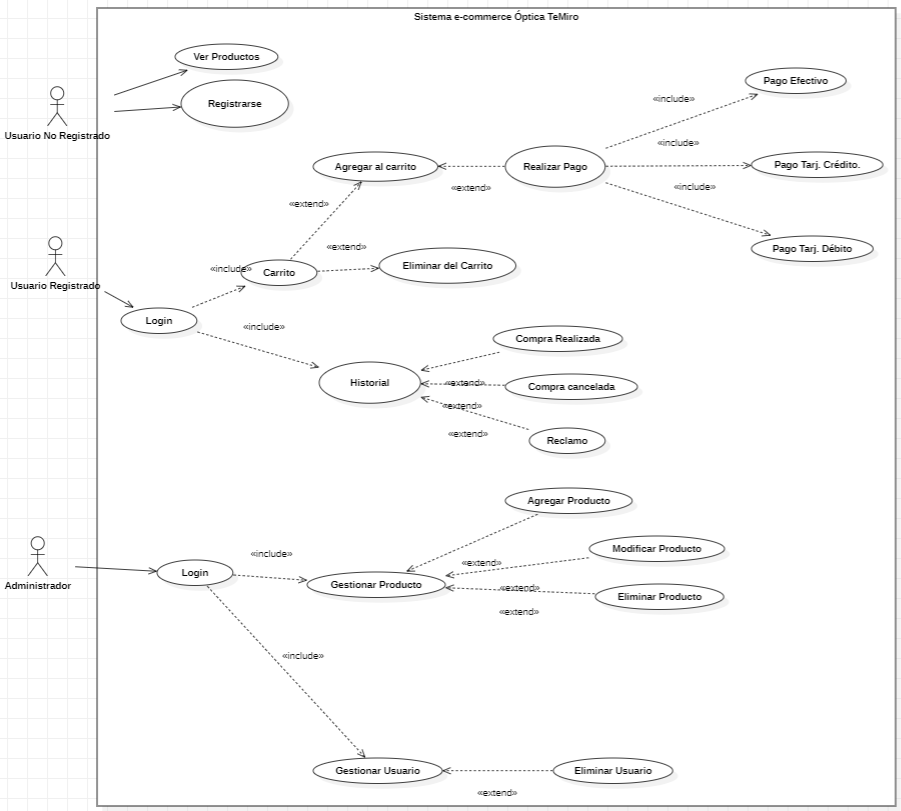 Sistema e-commerce Óptica TeMiro
Ver Productos
Registrarse
Usuario No Registrado
Pago Efectivo
«include»
«include»
Agregar al carrito
Realizar Pago
Pago Tarj. Crédito.
«extend»
«include»
«extend»
«extend»
Pago Tarj. Débito
«include»
Carrito
Eliminar del Carrito
Usuario Registrado
Login
«include»
Compra Realizada
Historial
«extend»
Compra cancelada
«extend»
«extend»
Reclamo
Agregar Producto
«include»
Modificar Producto
«extend»
Administrador
Login
Gestionar Producto
«extend»
Eliminar Producto
«extend»
«include»
Gestionar Usuario
Eliminar Usuario
«extend»